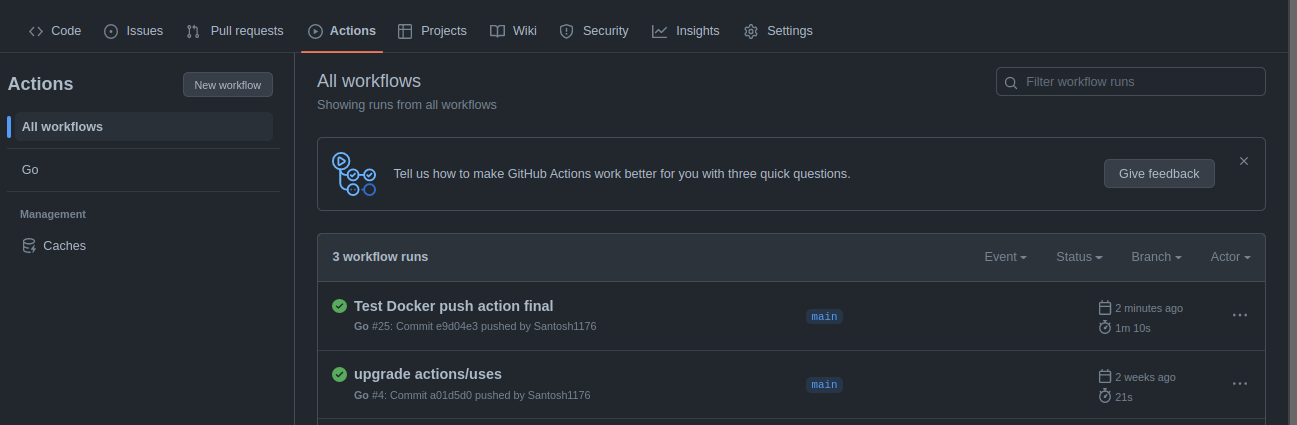 Code Issues Pull requests Actions Projects Wiki Security Insights Settings
Actions New workflow
All workflows
Go
Management
Caches
All workflows
Showing runs from all workflows
Filter workflow runs
Tell us how to make GitHub Actions work better for you with three quick questions. Give feedback
3 workflow runs Event Status Branch Actor
Test Docker push action final
Go #25: Commit e9d04e3 pushed by Santosh1176
main
2 minutes ago
1m 10s
upgrade actions/uses
Go #4: Commit a01d5d0 pushed by Santosh1176
main
2 weeks ago
21s